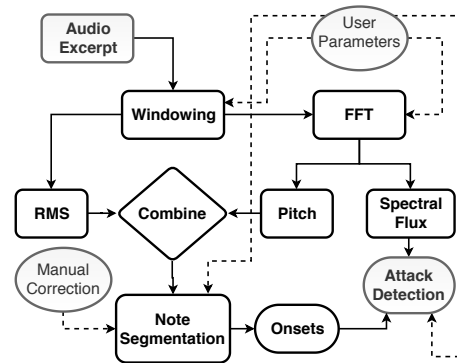 Audio
Excerpt
User
Parameters
Windowing
FFT
RMS
Combine
Pitch
Spectral
Flux
Manual
Correction
Attack
Detection
Note
Segmentation
Onsets